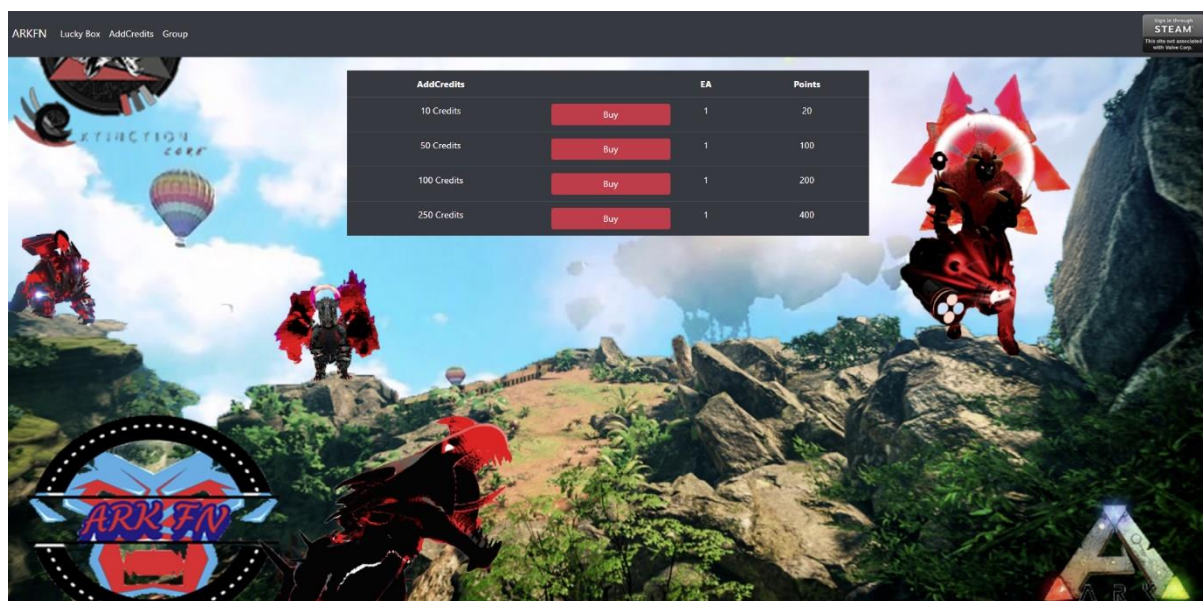 ARKFN Lucky Box AddCredits Group
Sign in through
STEAM
This site not associated
with Valve Corp.
AddCredits EA Points
10 Credits Buy 1 20
50 Credits Buy 1 100
100 Credits Buy 1 200
250 Credits Buy 1 400
EXTINCTION
CORE
ARK FN
ARK